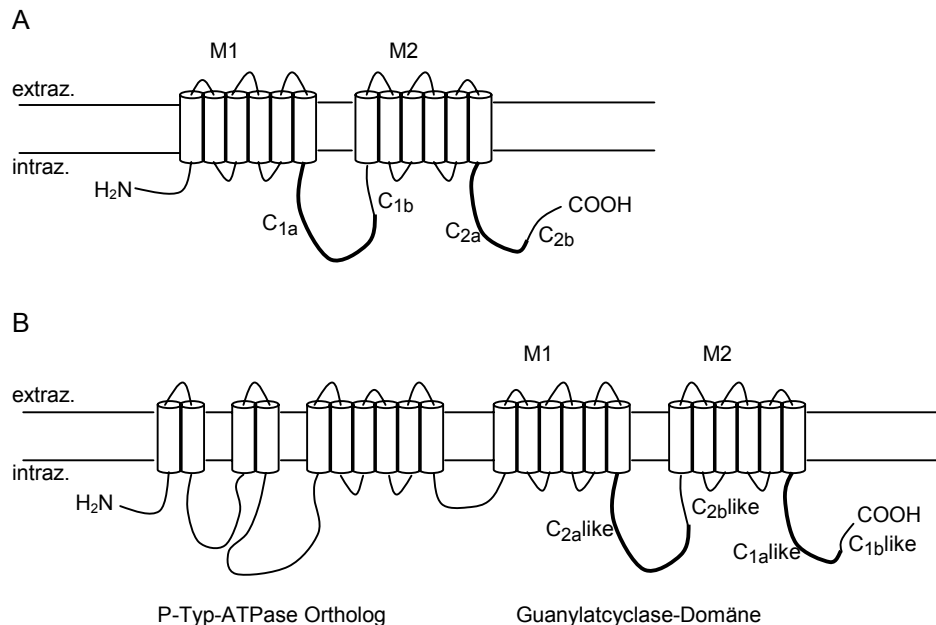 A
M1 M2
extraz.
intraz.
H₂N
C₁ₐ C₁b C₂ₐ C₂b COOH
B
M1 M2
extraz.
intraz.
H₂N
C₂ₐlike C₂blike C₁ₐlike C₁blike COOH
P-Typ-ATPase Ortholog Guanylatcyclase-Domäne